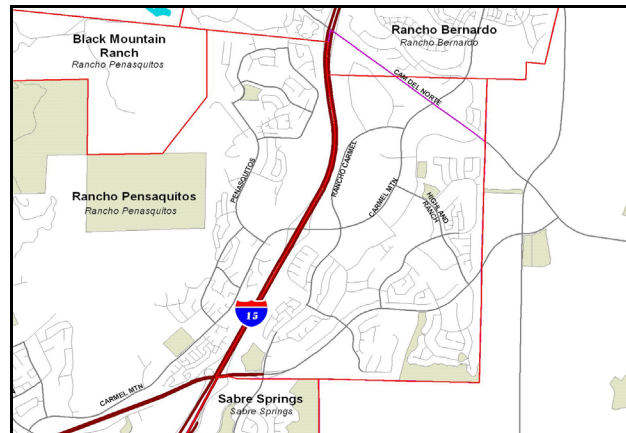 Black Mountain
Ranch
Rancho Penasquitos
Rancho Bernardo
Rancho Bernardo
CAM DEL NORTE
PENASQUITOS
RANCHO CARMEL
CARMEL MTN
HIGHLAND
RANCH
Rancho Pensaquitos
Rancho Penasquitos
15
CARMEL MTN
Sabre Springs
Sabre Springs